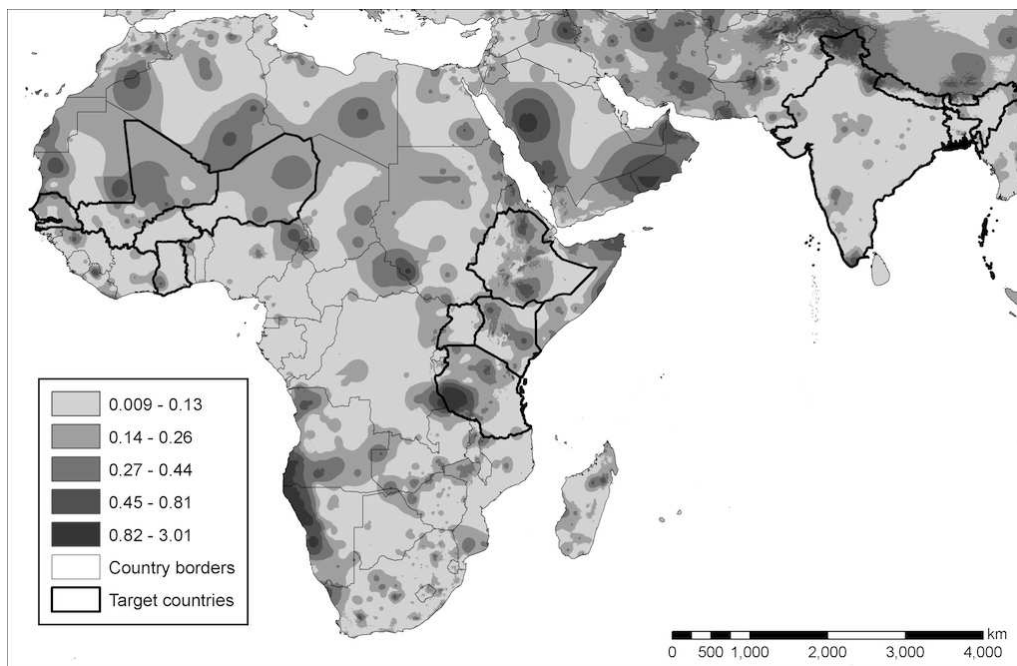 0.009 - 0.13
0.14 - 0.26
0.27 - 0.44
0.45 - 0.81
0.82 - 3.01
Country borders
Target countries
km
0 500 1,000 2,000 3,000 4,000